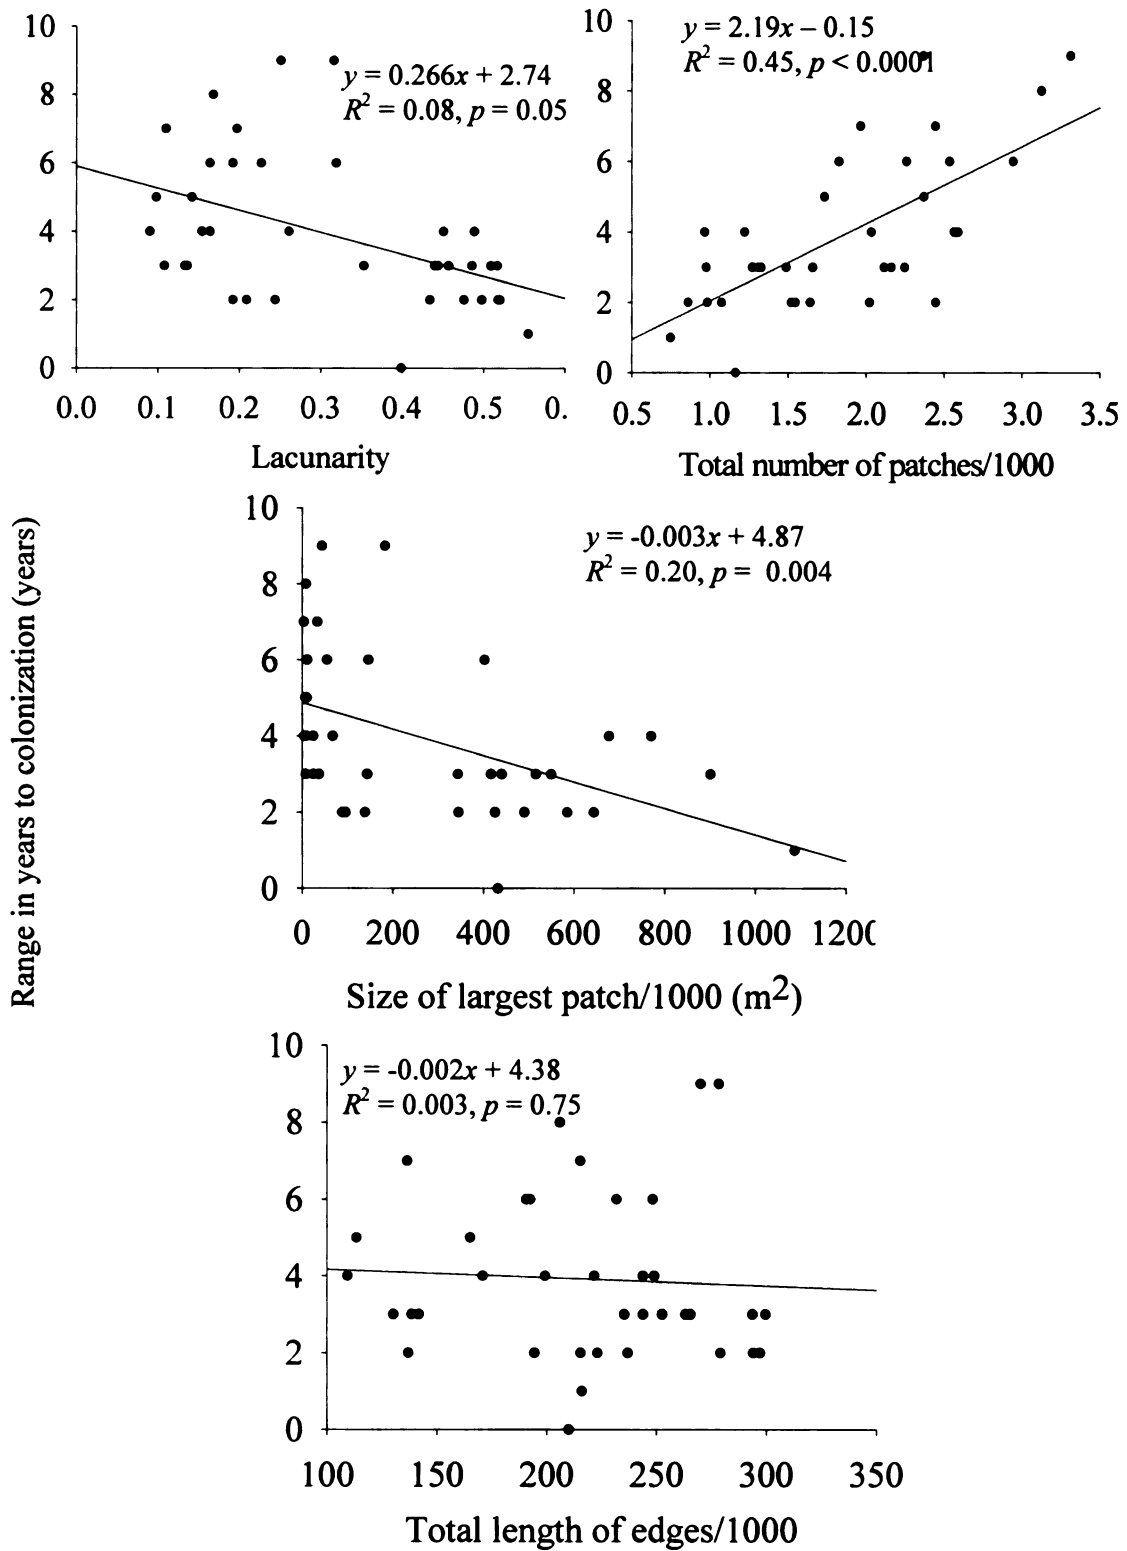 10
8
6
4
2
0
y = 0.266x + 2.74
R² = 0.08, p = 0.05
0.0 0.1 0.2 0.3 0.4 0.5 0.
Lacunarity
10
8
6
4
2
0
y = 2.19x – 0.15
R² = 0.45, p < 0.0001
0.5 1.0 1.5 2.0 2.5 3.0 3.5
Total number of patches/1000
Range in years to colonization (years)
10
8
6
4
2
0
y = -0.003x + 4.87
R² = 0.20, p = 0.004
0 200 400 600 800 1000 1200
Size of largest patch/1000 (m²)
10
8
6
4
2
0
y = -0.002x + 4.38
R² = 0.003, p = 0.75
100 150 200 250 300 350
Total length of edges/1000